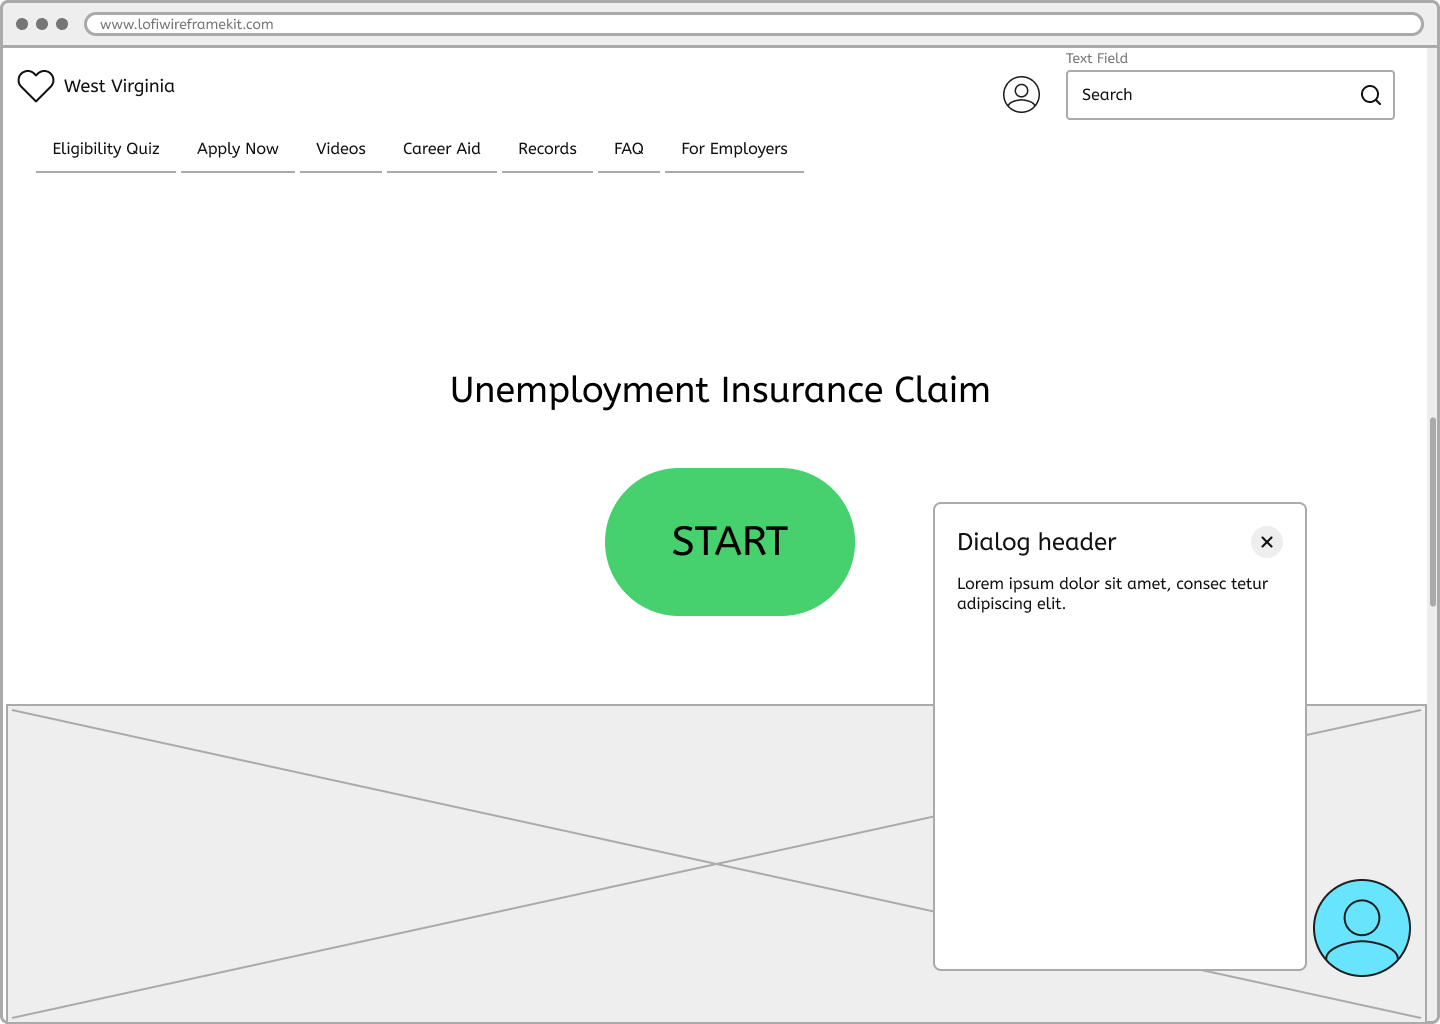 www.lofiwireframekit.com
West Virginia
Text Field
Search
Eligibility Quiz Apply Now Videos Career Aid Records FAQ For Employers
Unemployment Insurance Claim
START
Dialog header
Lorem ipsum dolor sit amet, consec tetur
adipiscing elit.